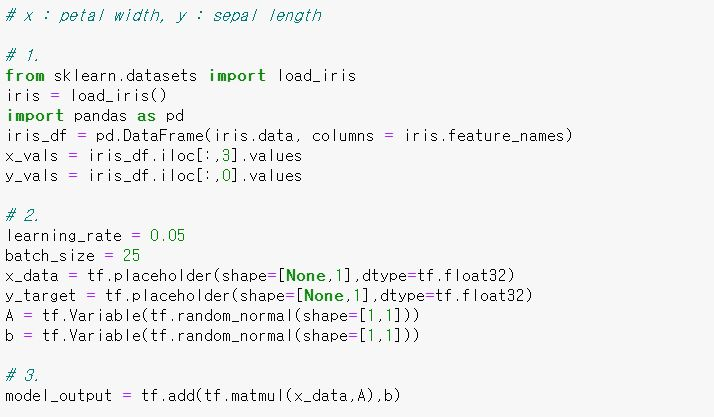 # x : petal width, y : sepal length
# 1.
from sklearn.datasets import load_iris
iris = load_iris()
import pandas as pd
iris_df = pd.DataFrame(iris.data, columns = iris.feature_names)
x_vals = iris_df.iloc[:,3].values
y_vals = iris_df.iloc[:,0].values
# 2.
learning_rate = 0.05
batch_size = 25
x_data = tf.placeholder(shape=[None,1],dtype=tf.float32)
y_target = tf.placeholder(shape=[None,1],dtype=tf.float32)
A = tf.Variable(tf.random_normal(shape=[1,1]))
b = tf.Variable(tf.random_normal(shape=[1,1]))
# 3.
model_output = tf.add(tf.matmul(x_data,A),b)